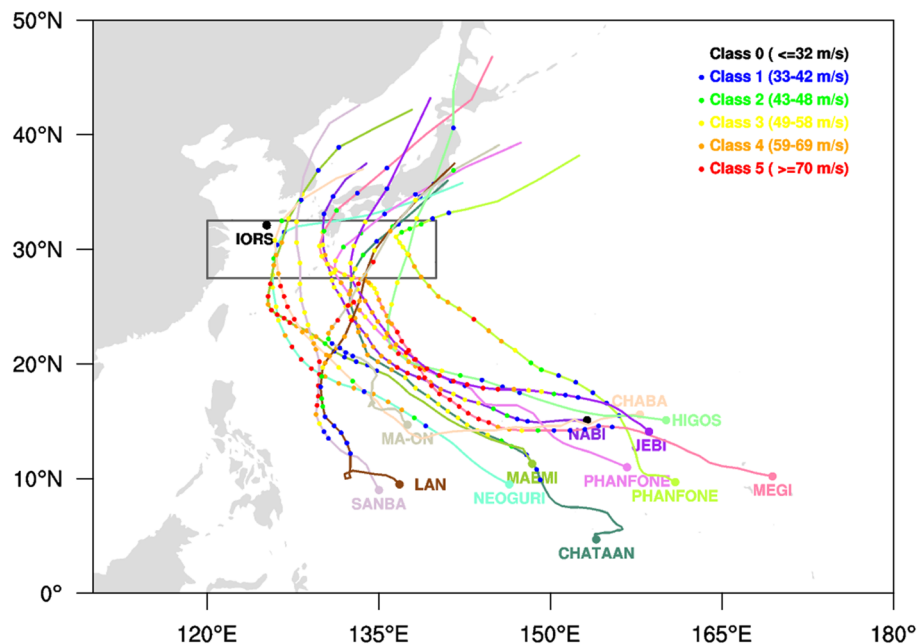 50°N
40°N
30°N
20°N
10°N
0°
120°E
135°E
150°E
165°E
180°
Class 0 ( <=32 m/s)
Class 1 (33-42 m/s)
Class 2 (43-48 m/s)
Class 3 (49-58 m/s)
Class 4 (59-69 m/s)
Class 5 ( >=70 m/s)
IORS
CHABA
HIGOS
NABI
JEBI
MA-ON
MAEMI
PHANFONE
PHANFONE
MEGI
LAN
SANBA
NEOGURI
CHATAAN